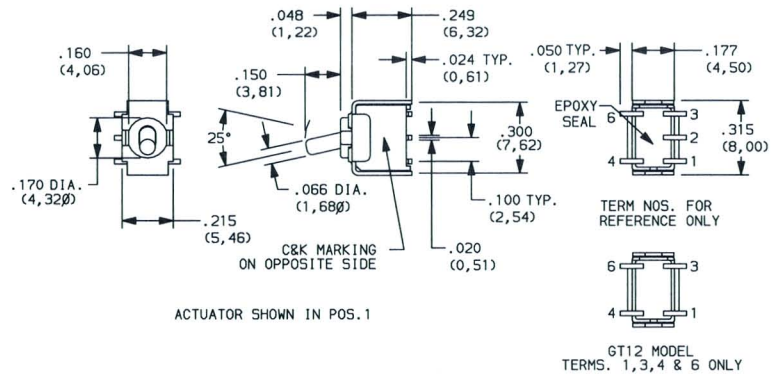 .048
(1,22)
.249
(6,32)
.160
(4,06)
.024 TYP.
(0,61)
.050 TYP.
(1,27)
.177
(4,50)
.150
(3,81)
25°
EPOXY
SEAL
6
3
2
4
1
.315
(8,00)
.300
(7,62)
.170 DIA.
(4,32Ø)
.066 DIA.
(1,68Ø)
.100 TYP.
(2,54)
.215
(5,46)
TERM NOS. FOR
REFERENCE ONLY
C&K MARKING
ON OPPOSITE SIDE
.020
(0,51)
6
3
4
1
ACTUATOR SHOWN IN POS.1
GT12 MODEL
TERMS. 1,3,4 & 6 ONLY